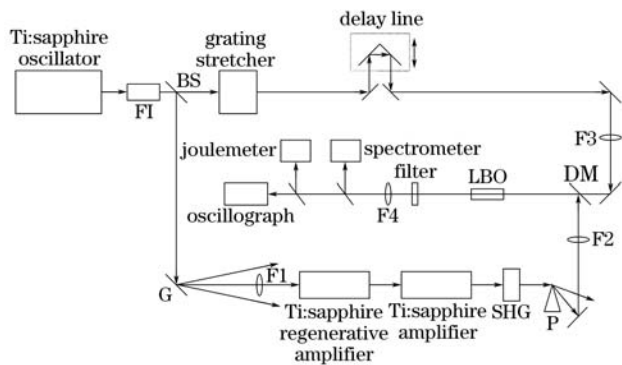 delay line
Ti:sapphire
oscillator
grating
stretcher
BS
FI
F3
joulemeter
spectrometer
filter
LBO
DM
oscillograph
F4
F2
F1
G
Ti:sapphire
regenerative
amplifier
Ti:sapphire
amplifier
SHG
P